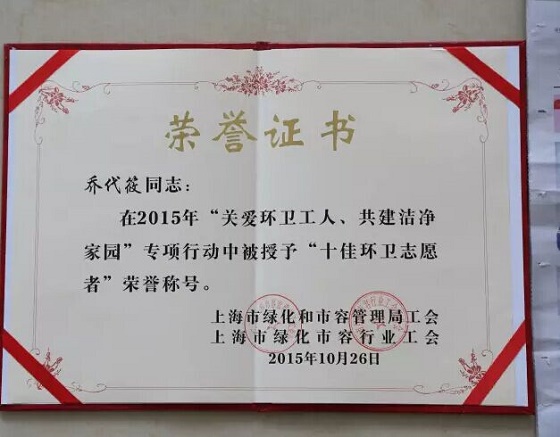 荣誉证书
乔代筱同志：
在2015年“关爱环卫工人、共建洁净
家园”专项行动中被授予“十佳环卫志愿
者”荣誉称号。
上海市绿化和市容管理局工会
上海市绿化市容行业工会
2015年10月26日